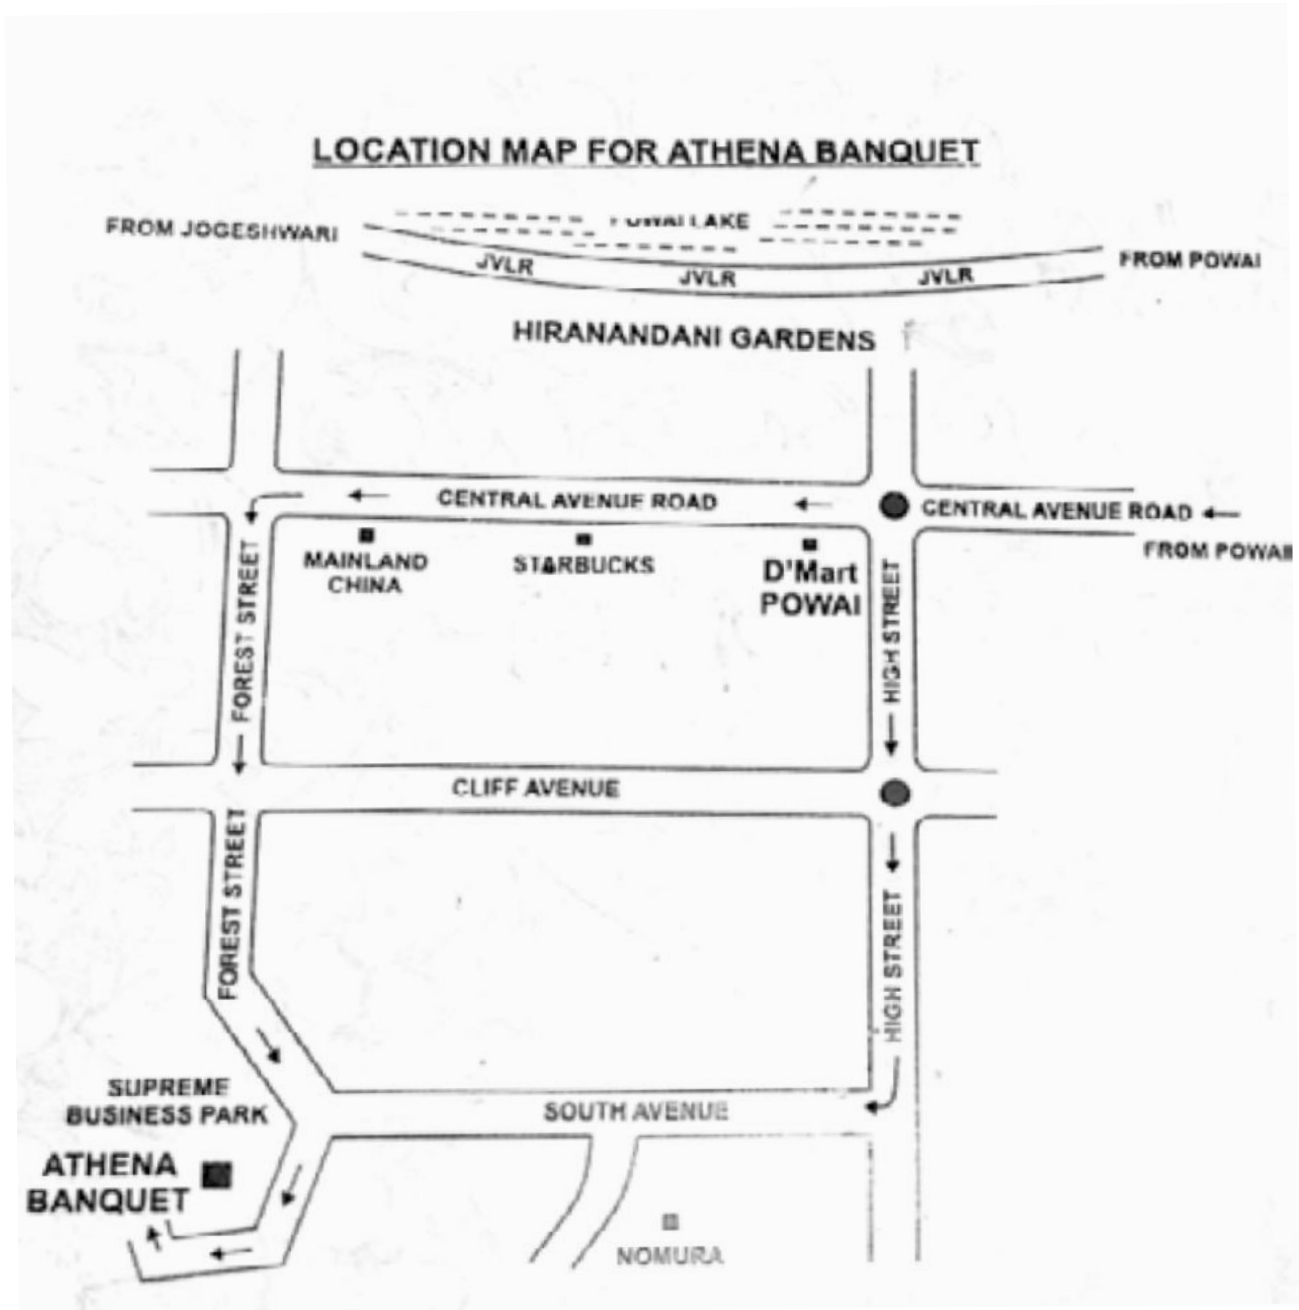 LOCATION MAP FOR ATHENA BANQUET
POWAI LAKE
FROM JOGESHWARI
JVLR
JVLR
JVLR
FROM POWAI
HIRANANDANI GARDENS
CENTRAL AVENUE ROAD
CENTRAL AVENUE ROAD
FROM POWAI
MAINLAND
CHINA
STARBUCKS
D'Mart
POWAI
FOREST STREET
HIGH STREET
CLIFF AVENUE
FOREST STREET
HIGH STREET
SUPREME
BUSINESS PARK
SOUTH AVENUE
ATHENA
BANQUET
NOMURA